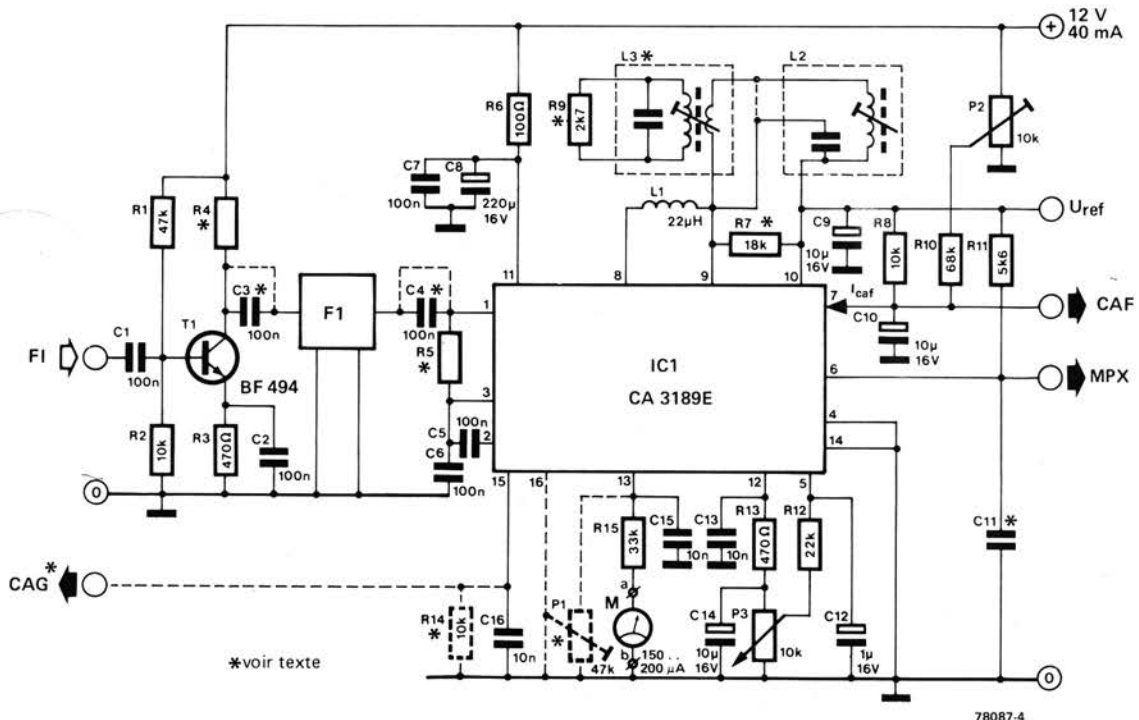 12 V
40 mA
L3*
L2
R6
100Ω
R9
*
2k7
P2
10k
C7
100n
C8
220µ
16V
R1
47k
R4
*
L1
22µH
R7 *
18k
C9
10µ
16V
R8
10k
R10
68k
R11
5k6
Uref
11
8
9
10
C3 *
100n
F1
C4 *
100n
1
7
Icaf
CAF
C10
10µ
16V
FI
C1
100n
T1
BF 494
R5
*
IC1
CA 3189E
6
MPX
3
4
R2
10k
R3
470Ω
C2
100n
C5
100n
2
C6
100n
14
0
15
16
13
12
5
R15
33k
C15
10n
C13
10n
R13
470Ω
R12
22k
C11 *
CAG*
R14
*
10k
C16
10n
P1
*
47k
a
M
b
150 ..
200 µA
C14
10µ
16V
P3
10k
C12
1µ
16V
*voir texte
0
78087-4